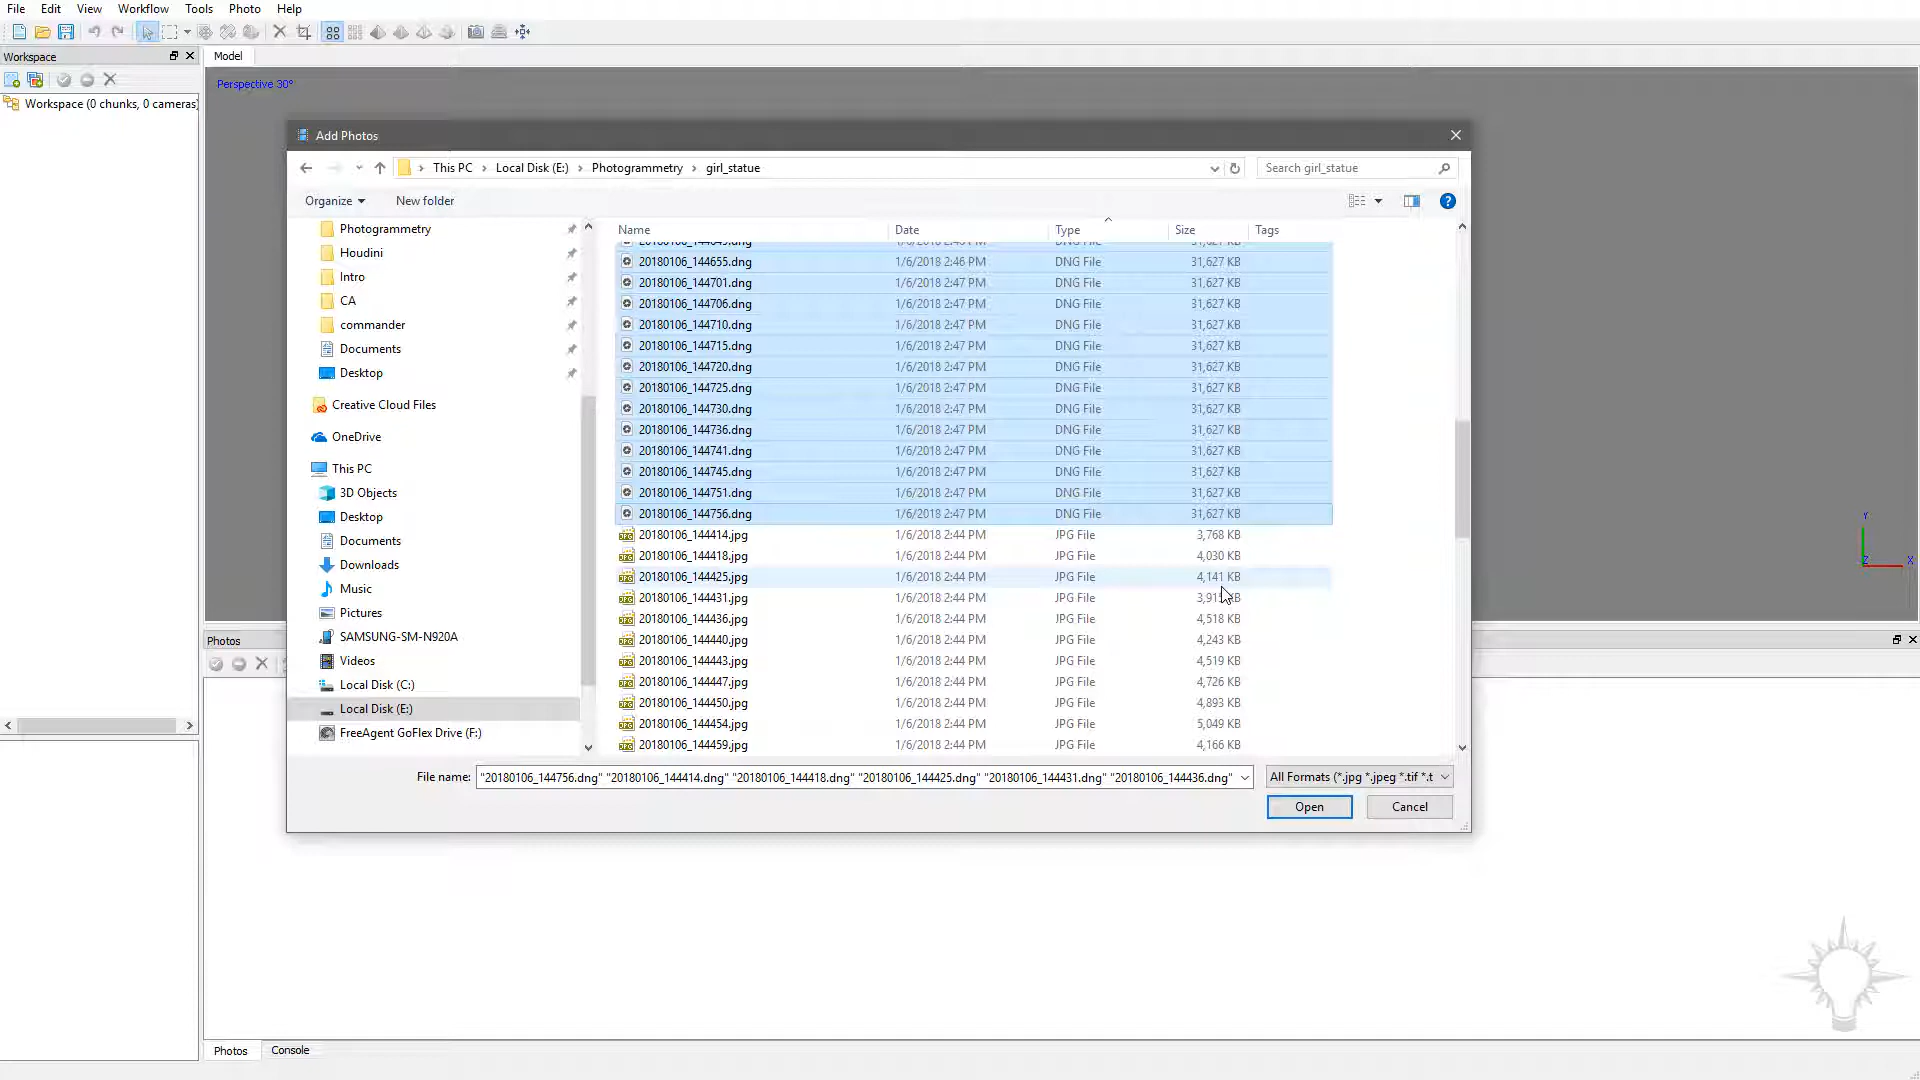 File Edit View Workflow Tools Photo Help
Workspace
Model
Perspective 30°
Workspace (0 chunks, 0 cameras)
Add Photos
This PC › Local Disk (E:) › Photogrammetry › girl_statue
Search girl_statue
Organize
New folder
Photogrammetry
Houdini
Intro
CA
commander
Documents
Desktop
Creative Cloud Files
OneDrive
This PC
3D Objects
Desktop
Documents
Downloads
Music
Pictures
SAMSUNG-SM-N920A
Videos
Local Disk (C:)
Local Disk (E:)
FreeAgent GoFlex Drive (F:)
Name Date Type Size Tags
20180106_144655.dng 1/6/2018 2:46 PM DNG File 31,627 KB
20180106_144701.dng 1/6/2018 2:47 PM DNG File 31,627 KB
20180106_144706.dng 1/6/2018 2:47 PM DNG File 31,627 KB
20180106_144710.dng 1/6/2018 2:47 PM DNG File 31,627 KB
20180106_144715.dng 1/6/2018 2:47 PM DNG File 31,627 KB
20180106_144720.dng 1/6/2018 2:47 PM DNG File 31,627 KB
20180106_144725.dng 1/6/2018 2:47 PM DNG File 31,627 KB
20180106_144730.dng 1/6/2018 2:47 PM DNG File 31,627 KB
20180106_144736.dng 1/6/2018 2:47 PM DNG File 31,627 KB
20180106_144741.dng 1/6/2018 2:47 PM DNG File 31,627 KB
20180106_144745.dng 1/6/2018 2:47 PM DNG File 31,627 KB
20180106_144751.dng 1/6/2018 2:47 PM DNG File 31,627 KB
20180106_144756.dng 1/6/2018 2:47 PM DNG File 31,627 KB
20180106_144414.jpg 1/6/2018 2:44 PM JPG File 3,768 KB
20180106_144418.jpg 1/6/2018 2:44 PM JPG File 4,030 KB
20180106_144425.jpg 1/6/2018 2:44 PM JPG File 4,141 KB
20180106_144431.jpg 1/6/2018 2:44 PM JPG File KB
20180106_144436.jpg 1/6/2018 2:44 PM JPG File 4,518 KB
20180106_144440.jpg 1/6/2018 2:44 PM JPG File 4,243 KB
20180106_144443.jpg 1/6/2018 2:44 PM JPG File 4,519 KB
20180106_144447.jpg 1/6/2018 2:44 PM JPG File 4,726 KB
20180106_144450.jpg 1/6/2018 2:44 PM JPG File 4,893 KB
20180106_144454.jpg 1/6/2018 2:44 PM JPG File 5,049 KB
20180106_144459.jpg 1/6/2018 2:44 PM JPG File 4,166 KB
File name: "20180106_144756.dng" "20180106_144414.dng" "20180106_144418.dng" "20180106_144425.dng" "20180106_144431.dng" "20180106_144436.dng"
All Formats (*.jpg *.jpeg *.tif *.t
Open
Cancel
Y
Z
X
Photos
Photos
Console